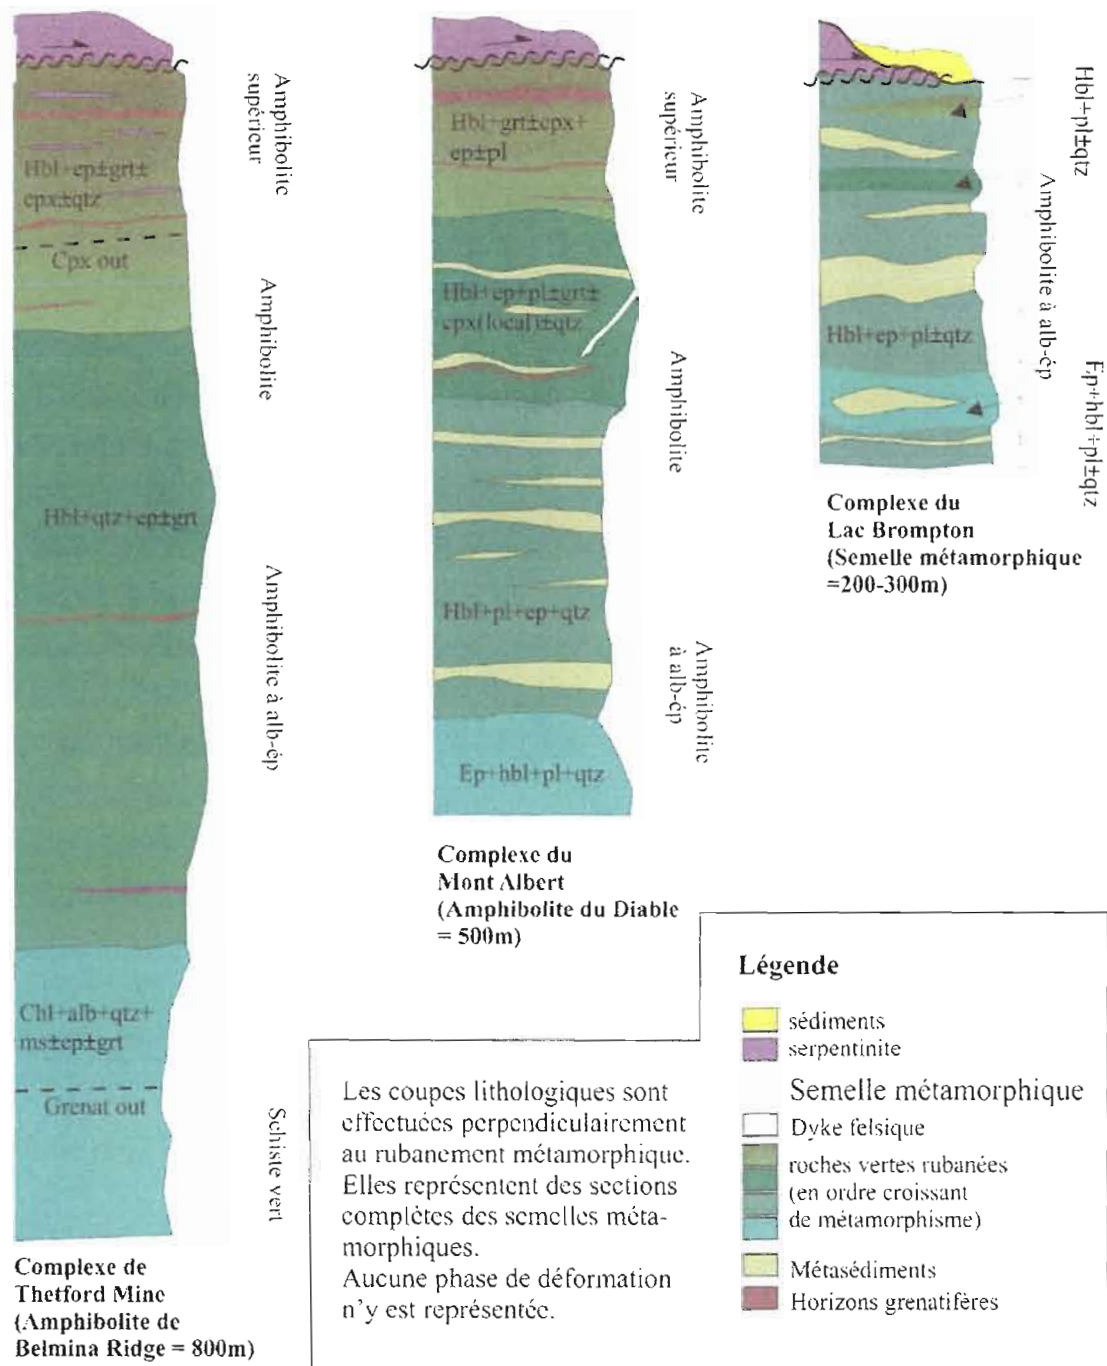 Hbl+ep±grt±
cpx±qtz
Cpx out
Hbl+qtz+ep±grt
Chl+alb+qtz+
ms±ep±grt
Grenat out
Amphibolite
supérieur
Amphibolite
Amphibolite à alb-ép
Schiste vert
Complexe de
Thetford Mine
(Amphibolite de
Belmina Ridge = 800m)
Hbl+grt±cpx+
ep±pl
Hbl+ep+pl±grt±
cpx(local)±qtz
Hbl+pl+ep+qtz
Ep+hbl+pl+qtz
Amphibolite
supérieur
Amphibolite
Amphibolite
à alb-ép
Complexe du
Mont Albert
(Amphibolite du Diable
= 500m)
Hbl+ep+pl±qtz
Hbl+pl±qtz
Amphibolite à alb-ép
Ep+hbl+pl±qtz
Complexe du
Lac Brompton
(Semelle métamorphique
=200-300m)
Les coupes lithologiques sont
effectuées perpendiculairement
au rubanement métamorphique.
Elles représentent des sections
complètes des semelles méta-
morphiques.
Aucune phase de déformation
n'y est représentée.
Légende
sédiments
serpentinite
Semelle métamorphique
Dyke felsique
roches vertes rubanées
(en ordre croissant
de métamorphisme)
Métasédiments
Horizons grenatifères